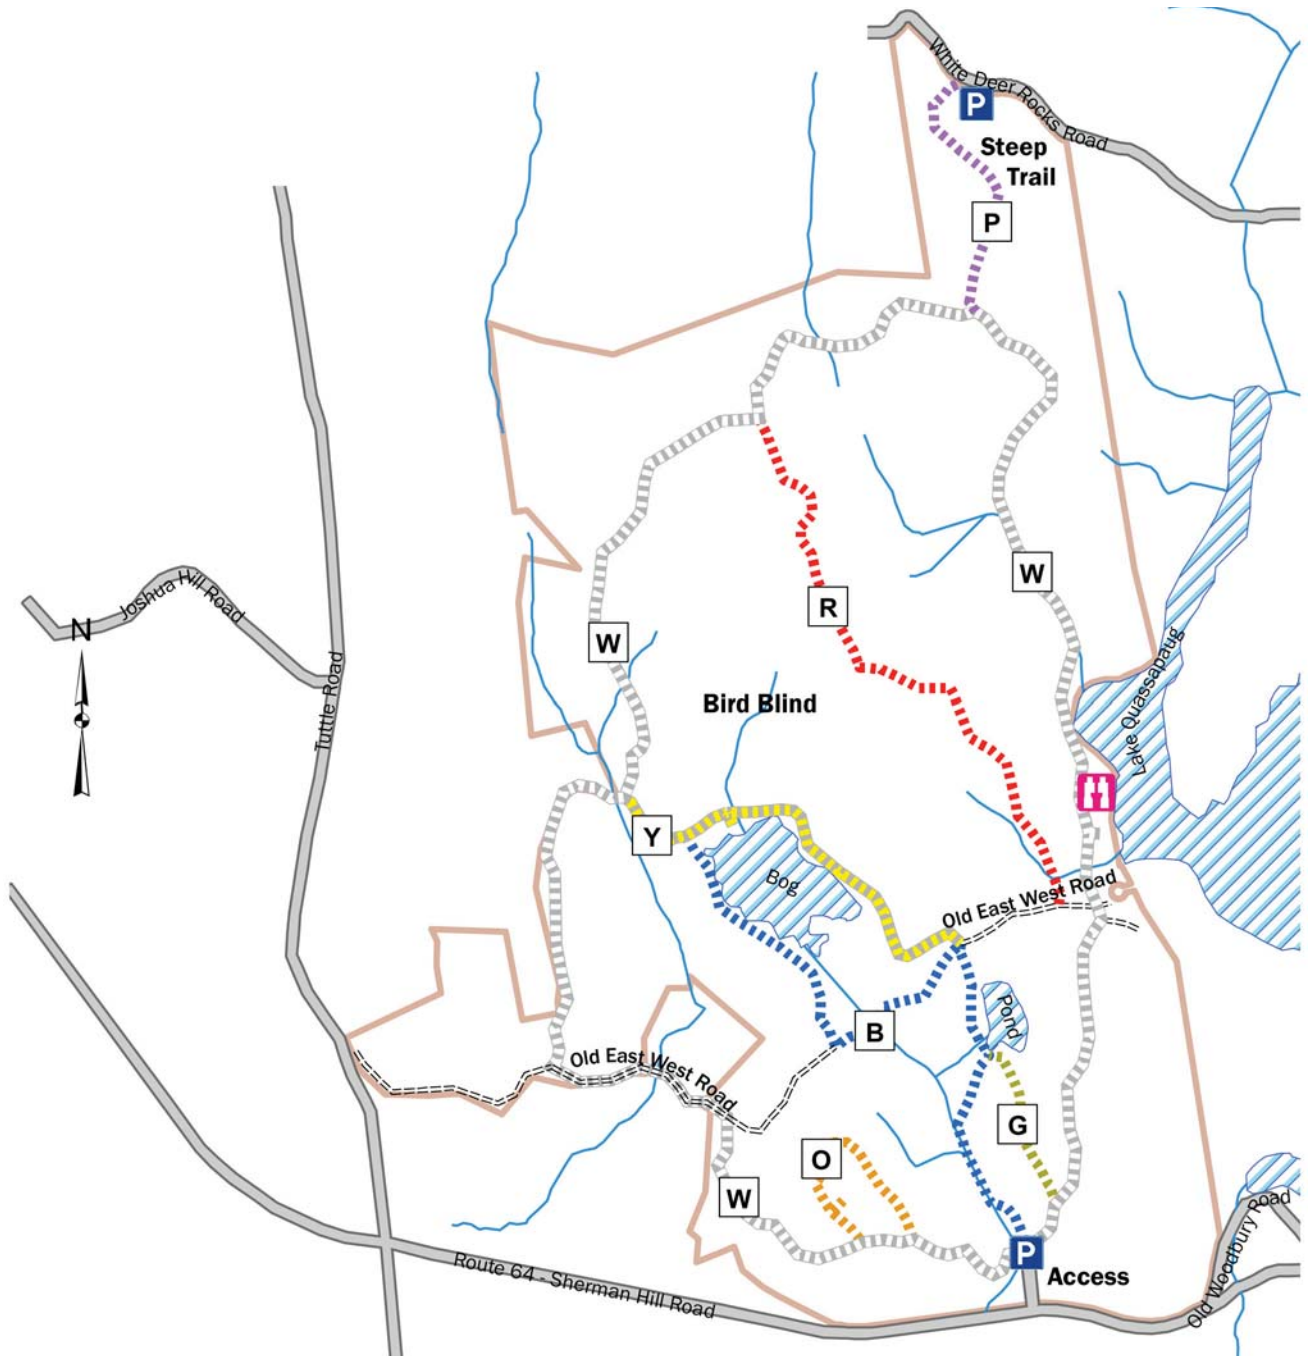 White Deer Rocks Road
P
Steep
Trail
P
W
Joshua Hill Road
N
R
W
Tuttle Road
Lake Quassapaug
Bird Blind
Y
Bog
Old East West Road
Pond
B
Old East West Road
G
O
W
P
Access
Old Woodbury Road
Route 64 - Sherman Hill Road